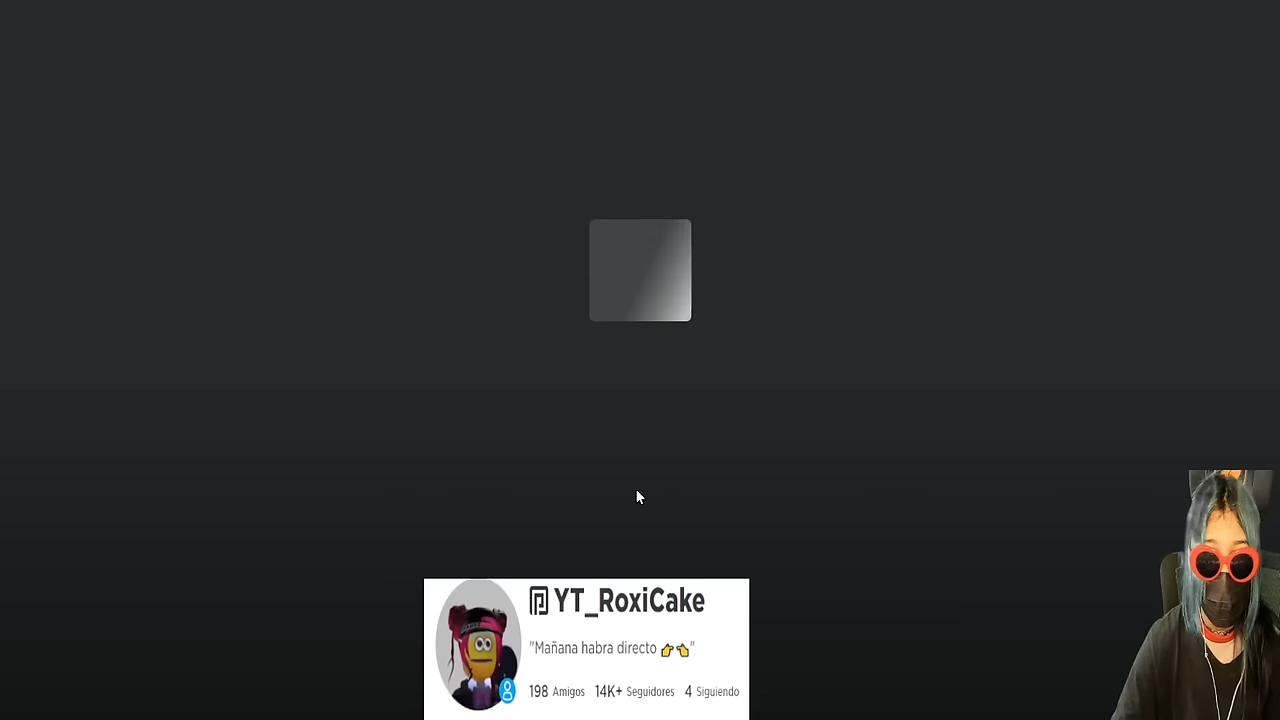 YT_RoxiCake
"Mañana habra directo 👉👈"
198 Amigos 14K+ Seguidores 4 Siguiendo